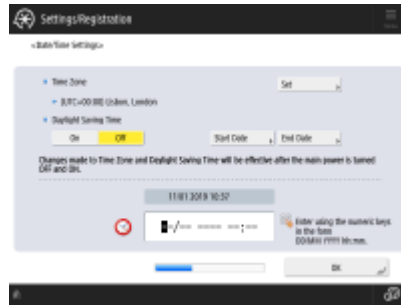 Settings/Registration
<Date/Time Settings>
Time Zone
Set
(UTC+00:00) Lisbon, London
Daylight Saving Time
On Off Start Date End Date
Changes made to Time Zone and Daylight Saving Time will be effective after the main power is turned
OFF and ON.
11/01 2019 10:37
-/-- ---- --:--
Enter using the numeric keys
in the form
DD/MM YYYY hh:mm.
OK